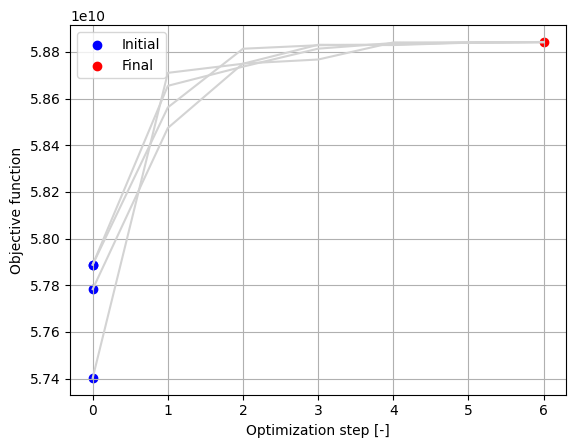 1e10
Initial
Final
5.88
5.86
5.84
5.82
5.80
5.78
5.76
5.74
Objective function
0 1 2 3 4 5 6
Optimization step [-]